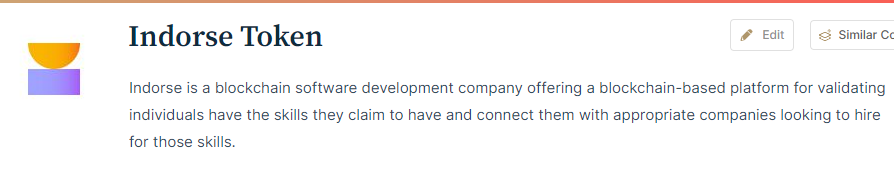 Indorse Token
Edit
Similar Co
Indorse is a blockchain software development company offering a blockchain-based platform for validating
individuals have the skills they claim to have and connect them with appropriate companies looking to hire
for those skills.